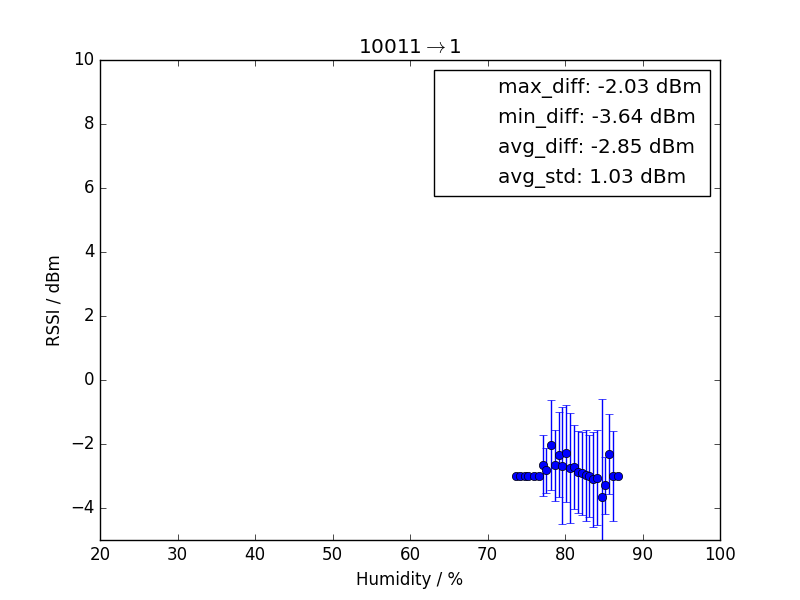 10011→1
max_diff: -2.03 dBm
min_diff: -3.64 dBm
avg_diff: -2.85 dBm
avg_std: 1.03 dBm
10
8
6
4
2
0
−2
−4
RSSI / dBm
20 30 40 50 60 70 80 90 100
Humidity / %